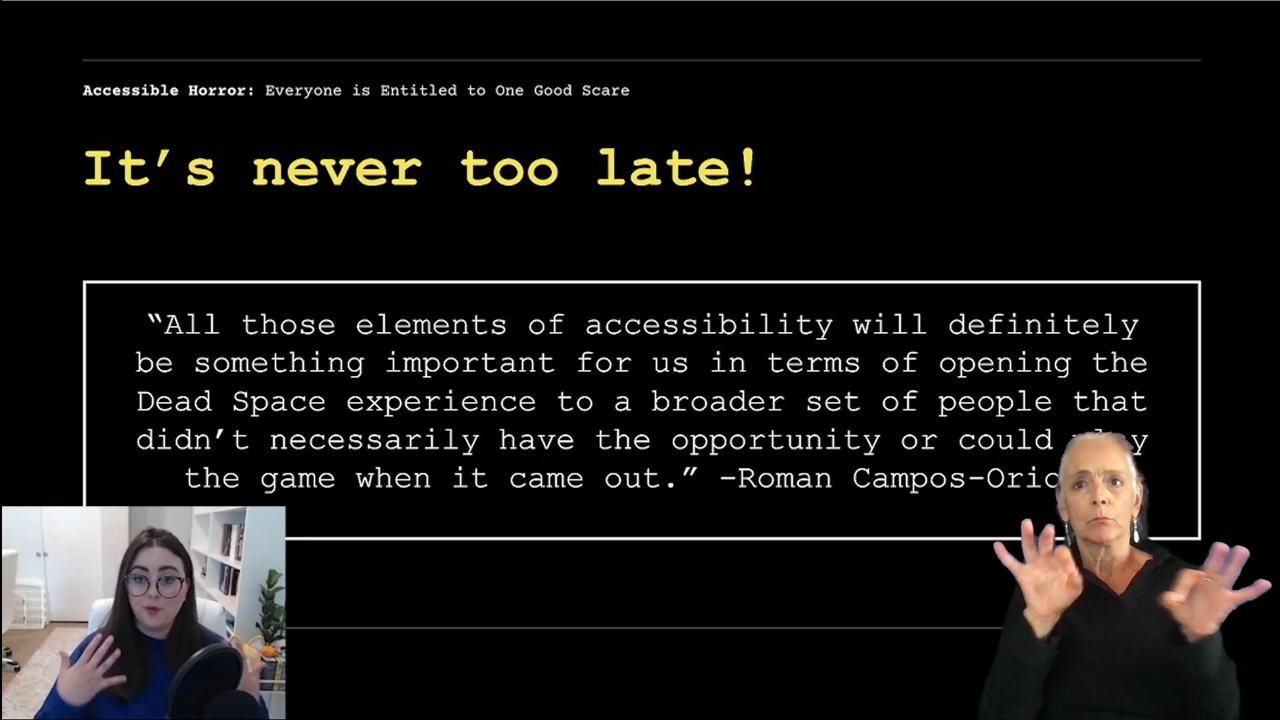 Accessible Horror: Everyone is Entitled to One Good Scare
It’s never too late!
“All those elements of accessibility will definitely
be something important for us in terms of opening the
Dead Space experience to a broader set of people that
didn’t necessarily have the opportunity or could
the game when it came out.” -Roman